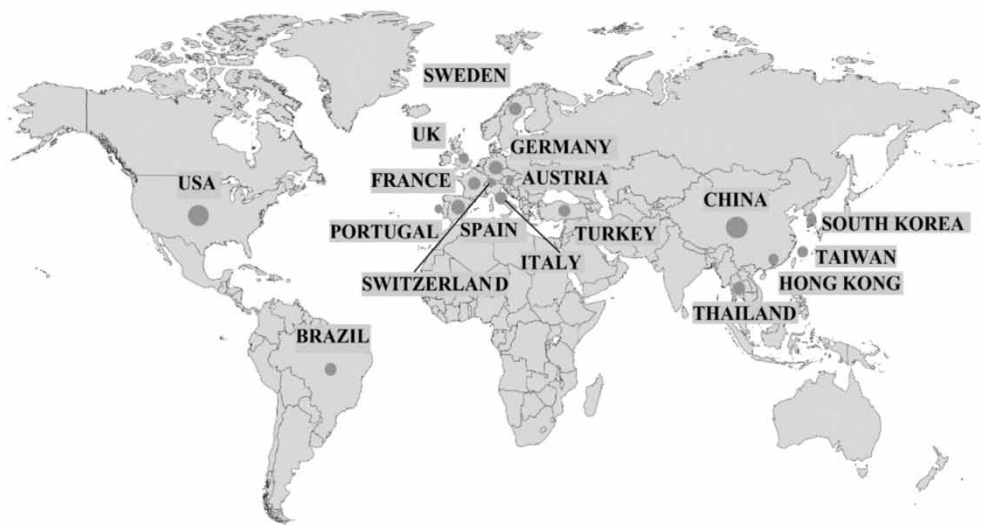 SWEDEN
UK
GERMANY
FRANCE
AUSTRIA
USA
CHINA
PORTUGAL
SPAIN
TURKEY
SOUTH KOREA
ITALY
TAIWAN
SWITZERLAND
HONG KONG
THAILAND
BRAZIL